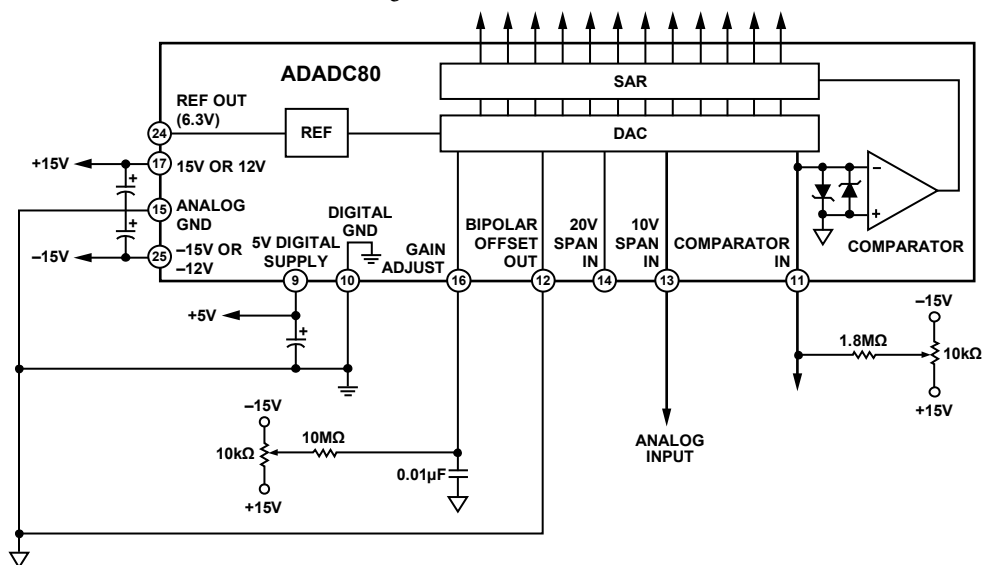 ADADC80
SAR
REF OUT
(6.3V)
24
REF
DAC
+15V
17
15V OR 12V
15
ANALOG
GND
–15V
25
–15V OR
–12V
5V DIGITAL
SUPPLY
9
DIGITAL
GND
10
GAIN
ADJUST
16
BIPOLAR
OFFSET
OUT
12
20V
SPAN
IN
14
10V
SPAN
IN
13
COMPARATOR
IN
11
–
+
COMPARATOR
+
+
+5V
+
–15V
1.8MΩ
10kΩ
+15V
–15V
10kΩ
10MΩ
+15V
0.01µF
ANALOG
INPUT